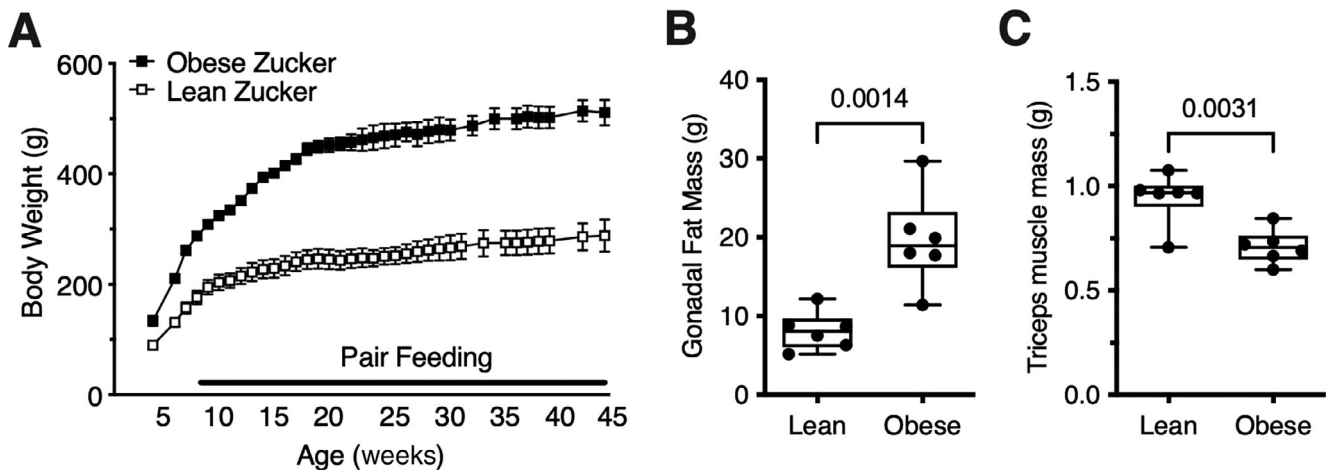 A
Obese Zucker
Lean Zucker
600
400
200
0
Body Weight (g)
Pair Feeding
5 10 15 20 25 30 35 40 45
Age (weeks)
B
40
30
20
10
0
Gonadal Fat Mass (g)
0.0014
Lean Obese
C
1.5
1.0
0.5
0.0
Triceps muscle mass (g)
0.0031
Lean Obese